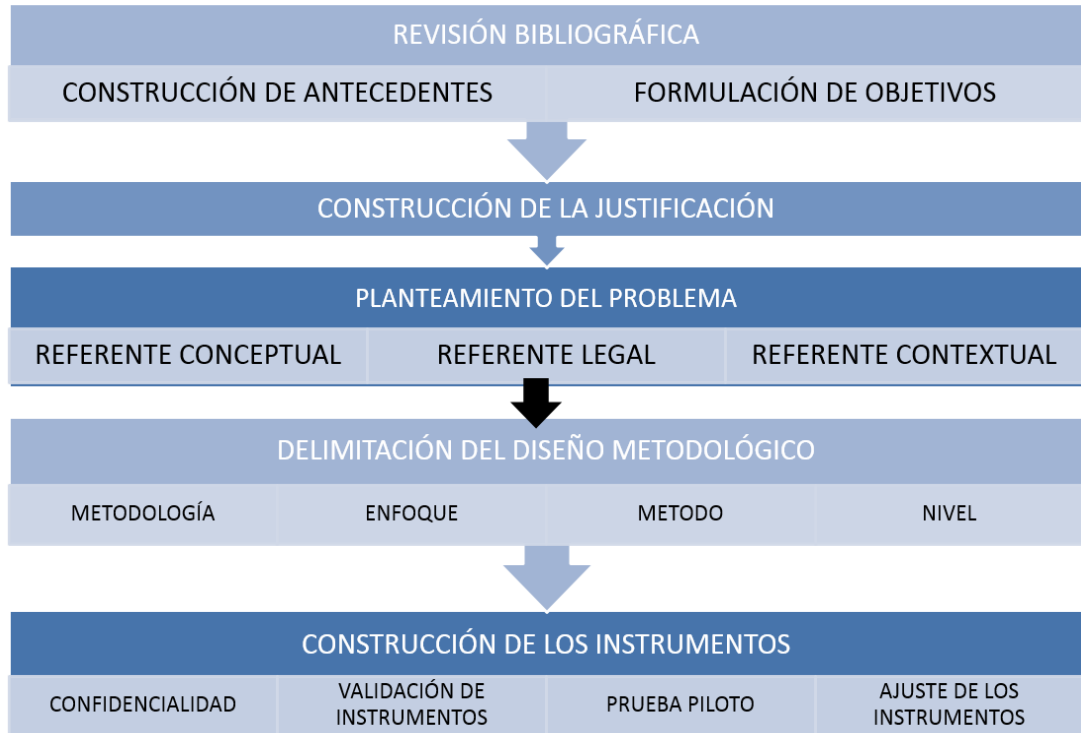 REVISIÓN BIBLIOGRÁFICA
CONSTRUCCIÓN DE ANTECEDENTES
FORMULACIÓN DE OBJETIVOS
CONSTRUCCIÓN DE LA JUSTIFICACIÓN
PLANTEAMIENTO DEL PROBLEMA
REFERENTE CONCEPTUAL
REFERENTE LEGAL
REFERENTE CONTEXTUAL
DELIMITACIÓN DEL DISEÑO METODOLÓGICO
METODOLOGÍA
ENFOQUE
METODO
NIVEL
CONSTRUCCIÓN DE LOS INSTRUMENTOS
CONFIDENCIALIDAD
VALIDACIÓN DE
INSTRUMENTOS
PRUEBA PILOTO
AJUSTE DE LOS
INSTRUMENTOS